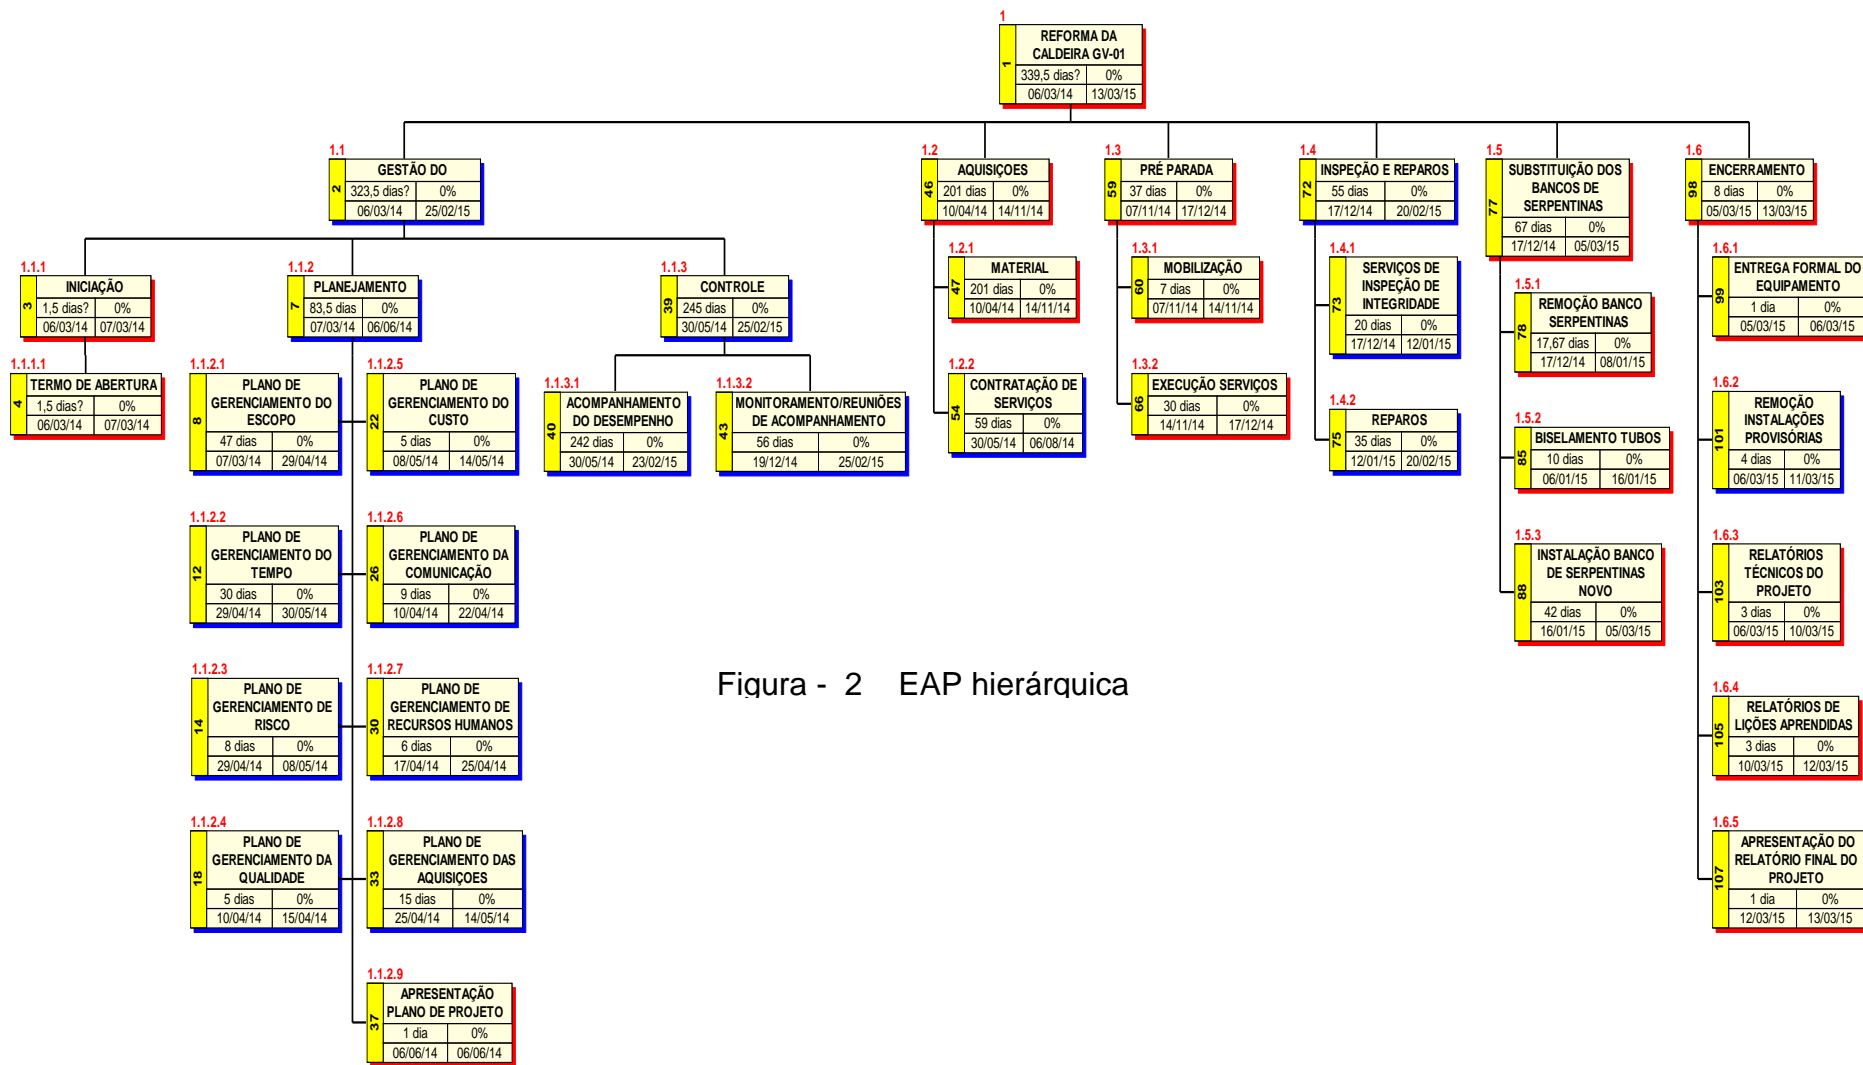 1
REFORMA DA
CALDEIRA GV-01
1
339,5 dias? 0%
06/03/14 13/03/15
1.1
GESTÃO DO
2
323,5 dias? 0%
06/03/14 25/02/15
1.2
AQUISIÇOES
46
201 dias 0%
10/04/14 14/11/14
1.3
PRÉ PARADA
59
37 dias 0%
07/11/14 17/12/14
1.4
INSPEÇÃO E REPAROS
72
55 dias 0%
17/12/14 20/02/15
1.5
SUBSTITUIÇÃO DOS
BANCOS DE
SERPENTINAS
77
67 dias 0%
17/12/14 05/03/15
1.6
ENCERRAMENTO
98
8 dias 0%
05/03/15 13/03/15
1.1.1
INICIAÇÃO
3
1,5 dias? 0%
06/03/14 07/03/14
1.1.2
PLANEJAMENTO
7
83,5 dias 0%
07/03/14 06/06/14
1.1.3
CONTROLE
39
245 dias 0%
30/05/14 25/02/15
1.1.1.1
TERMO DE ABERTURA
4
1,5 dias? 0%
06/03/14 07/03/14
1.1.2.1
PLANO DE
GERENCIAMENTO DO
ESCOPO
8
47 dias 0%
07/03/14 29/04/14
1.1.2.5
PLANO DE
GERENCIAMENTO DO
CUSTO
22
5 dias 0%
08/05/14 14/05/14
1.1.2.2
PLANO DE
GERENCIAMENTO DO
TEMPO
12
30 dias 0%
29/04/14 30/05/14
1.1.2.6
PLANO DE
GERENCIAMENTO DA
COMUNICAÇÃO
26
9 dias 0%
10/04/14 22/04/14
1.1.2.3
PLANO DE
GERENCIAMENTO DE
RISCO
14
8 dias 0%
29/04/14 08/05/14
1.1.2.7
PLANO DE
GERENCIAMENTO DE
RECURSOS HUMANOS
30
6 dias 0%
17/04/14 25/04/14
1.1.2.4
PLANO DE
GERENCIAMENTO DA
QUALIDADE
18
5 dias 0%
10/04/14 15/04/14
1.1.2.8
PLANO DE
GERENCIAMENTO DAS
AQUISIÇOES
33
15 dias 0%
25/04/14 14/05/14
1.1.2.9
APRESENTAÇÃO
PLANO DE PROJETO
37
1 dia 0%
06/06/14 06/06/14
1.1.3.1
ACOMPANHAMENTO
DO DESEMPENHO
40
242 dias 0%
30/05/14 23/02/15
1.1.3.2
MONITORAMENTO/REUNIÕES
DE ACOMPANHAMENTO
43
56 dias 0%
19/12/14 25/02/15
1.2.1
MATERIAL
47
201 dias 0%
10/04/14 14/11/14
1.2.2
CONTRATAÇÃO DE
SERVIÇOS
54
59 dias 0%
30/05/14 06/08/14
1.3.1
MOBILIZAÇÃO
60
7 dias 0%
07/11/14 14/11/14
1.3.2
EXECUÇÃO SERVIÇOS
66
30 dias 0%
14/11/14 17/12/14
1.4.1
SERVIÇOS DE
INSPEÇÃO DE
INTEGRIDADE
73
20 dias 0%
17/12/14 12/01/15
1.4.2
REPAROS
75
35 dias 0%
12/01/15 20/02/15
1.5.1
REMOÇÃO BANCO
SERPENTINAS
78
17,67 dias 0%
17/12/14 08/01/15
1.5.2
BISELAMENTO TUBOS
85
10 dias 0%
06/01/15 16/01/15
1.5.3
INSTALAÇÃO BANCO
DE SERPENTINAS
NOVO
88
42 dias 0%
16/01/15 05/03/15
1.6.1
ENTREGA FORMAL DO
EQUIPAMENTO
99
1 dia 0%
05/03/15 06/03/15
1.6.2
REMOÇÃO
INSTALAÇÕES
PROVISÓRIAS
101
4 dias 0%
06/03/15 11/03/15
1.6.3
RELATÓRIOS
TÉCNICOS DO
PROJETO
103
3 dias 0%
06/03/15 10/03/15
1.6.4
RELATÓRIOS DE
LIÇÕES APRENDIDAS
105
3 dias 0%
10/03/15 12/03/15
1.6.5
APRESENTAÇÃO DO
RELATÓRIO FINAL DO
PROJETO
107
1 dia 0%
12/03/15 13/03/15
Figura - 2 EAP hierárquica